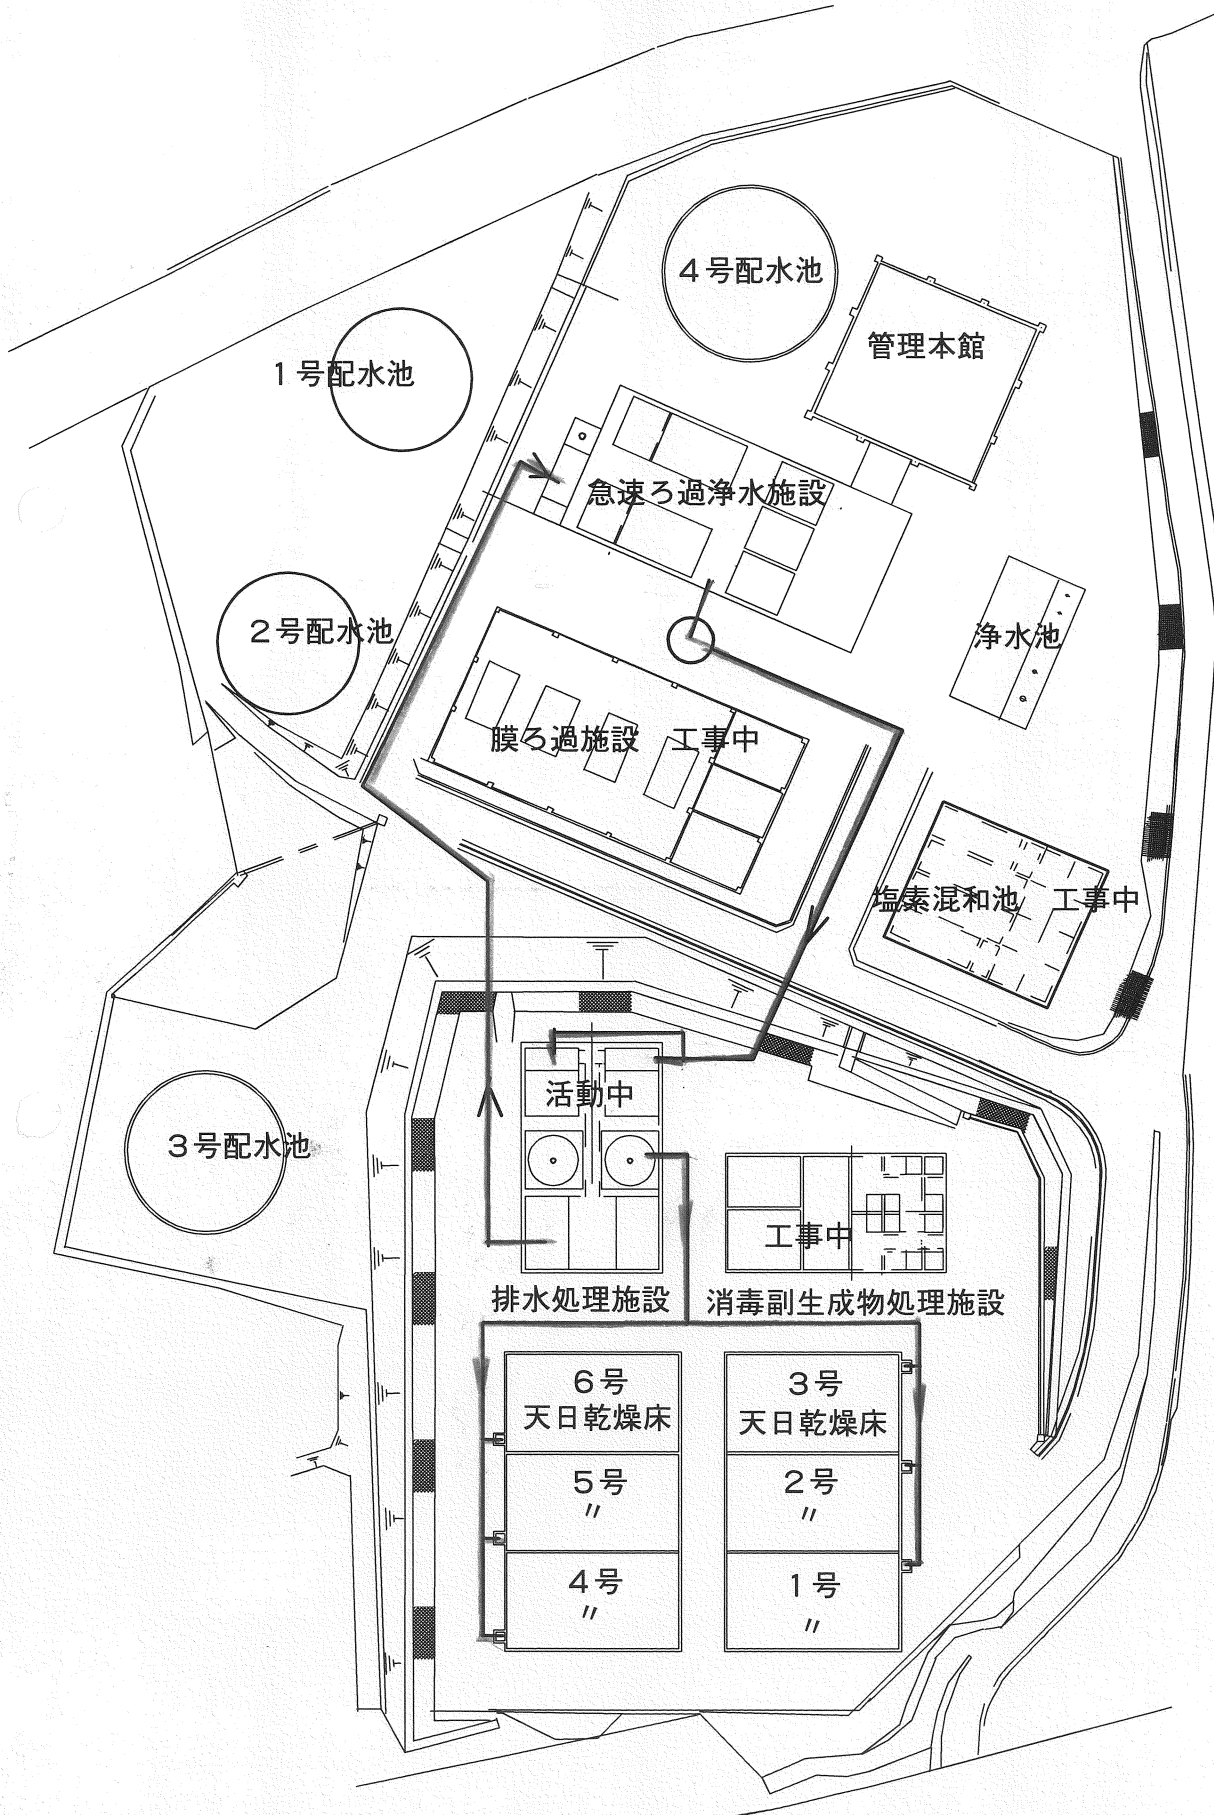 ４号配水池
管理本館
１号配水池
急速ろ過浄水施設
２号配水池
浄水池
膜ろ過施設　工事中
塩素混和池　工事中
活動中
３号配水池
工事中
排水処理施設
消毒副生成物処理施設
６号
天日乾燥床
３号
天日乾燥床
５号
〃
２号
〃
４号
〃
１号
〃